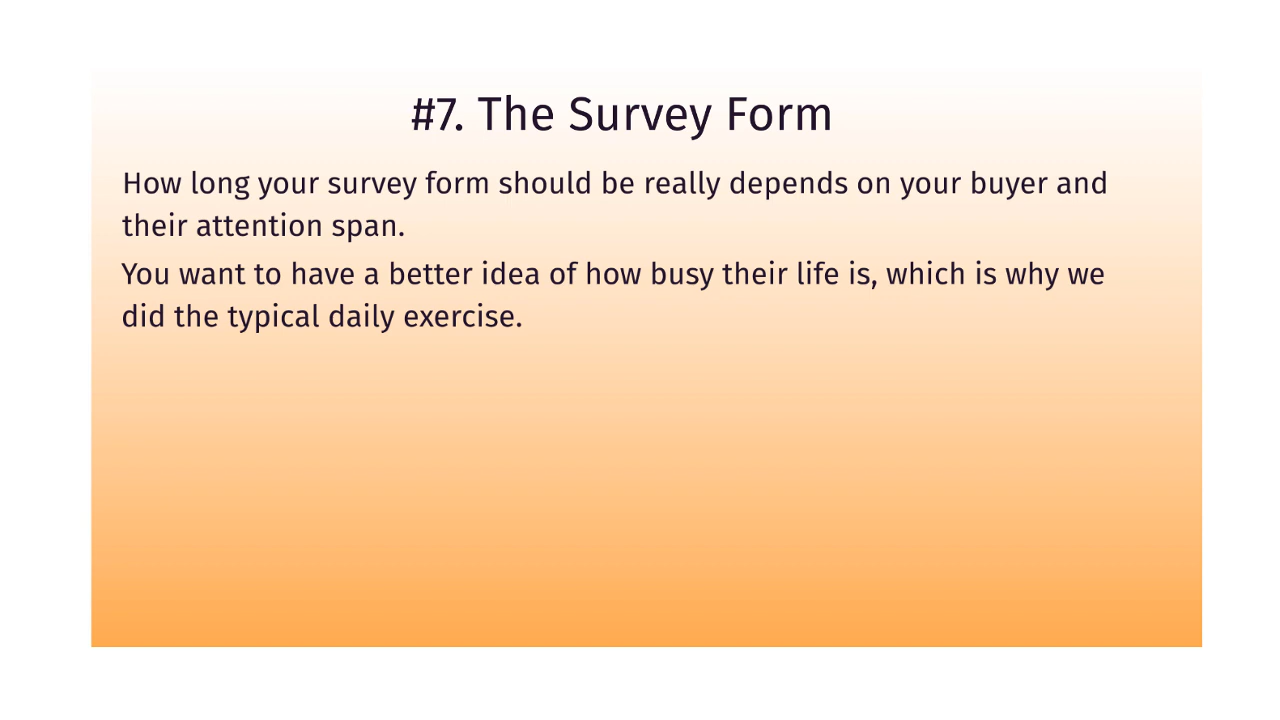 #7. The Survey Form
How long your survey form should be really depends on your buyer and
their attention span.
You want to have a better idea of how busy their life is, which is why we
did the typical daily exercise.